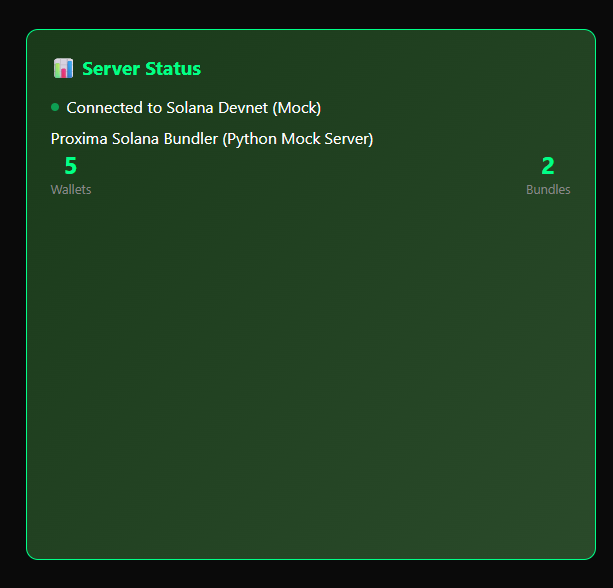 Server Status
Connected to Solana Devnet (Mock)
Proxima Solana Bundler (Python Mock Server)
5 2
Wallets Bundles